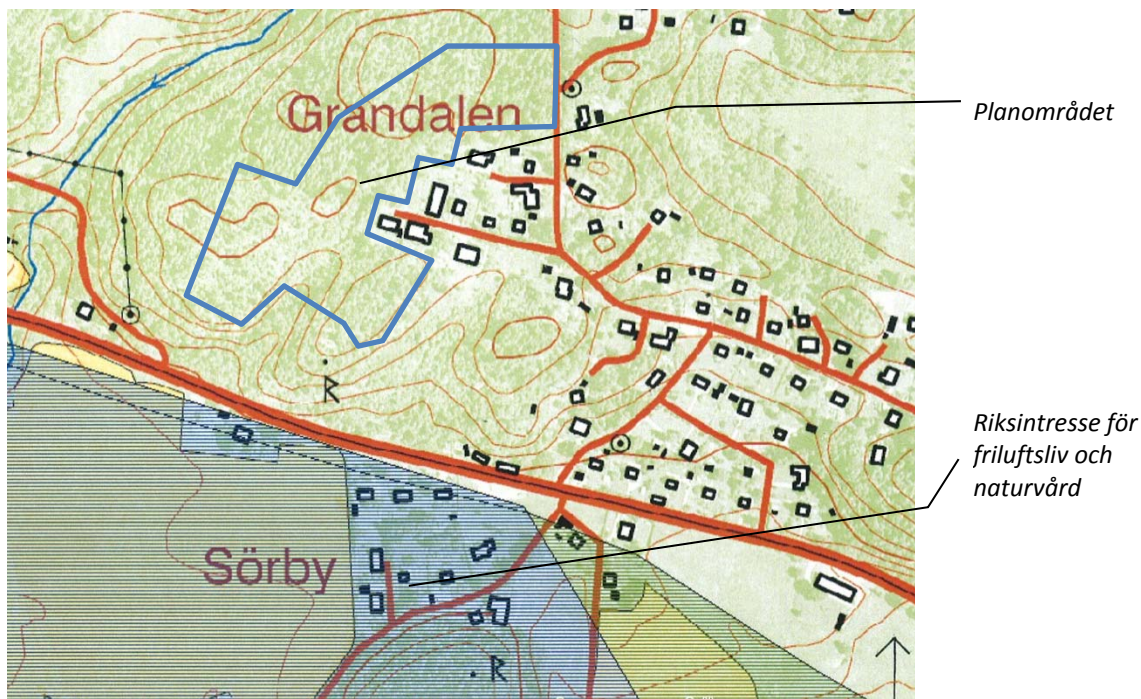 Grandalen
Planområdet
R
Riksintresse för
friluftsliv och
naturvård
Sörby
R